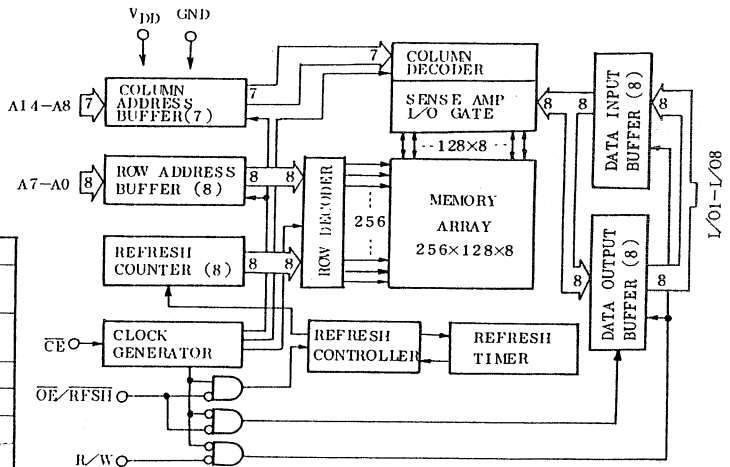 VDD GND
A14-A8
7
COLUMN
ADDRESS
BUFFER(7)
7
7
COLUMN
DECODER
SENSE AMP
I/O GATE
8
8
DATA INPUT
BUFFER (8)
8
A7-A0
8
ROW ADDRESS
BUFFER (8)
8
8
ROW DECODER
256
128×8
MEMORY
ARRAY
256×128×8
I/O1-I/O8
REFRESH
COUNTER (8)
8
8
8
8
DATA OUTPUT
BUFFER (8)
8
CE
CLOCK
GENERATOR
REFRESH
CONTROLLER
REFRESH
TIMER
OE/RFSH
R/W